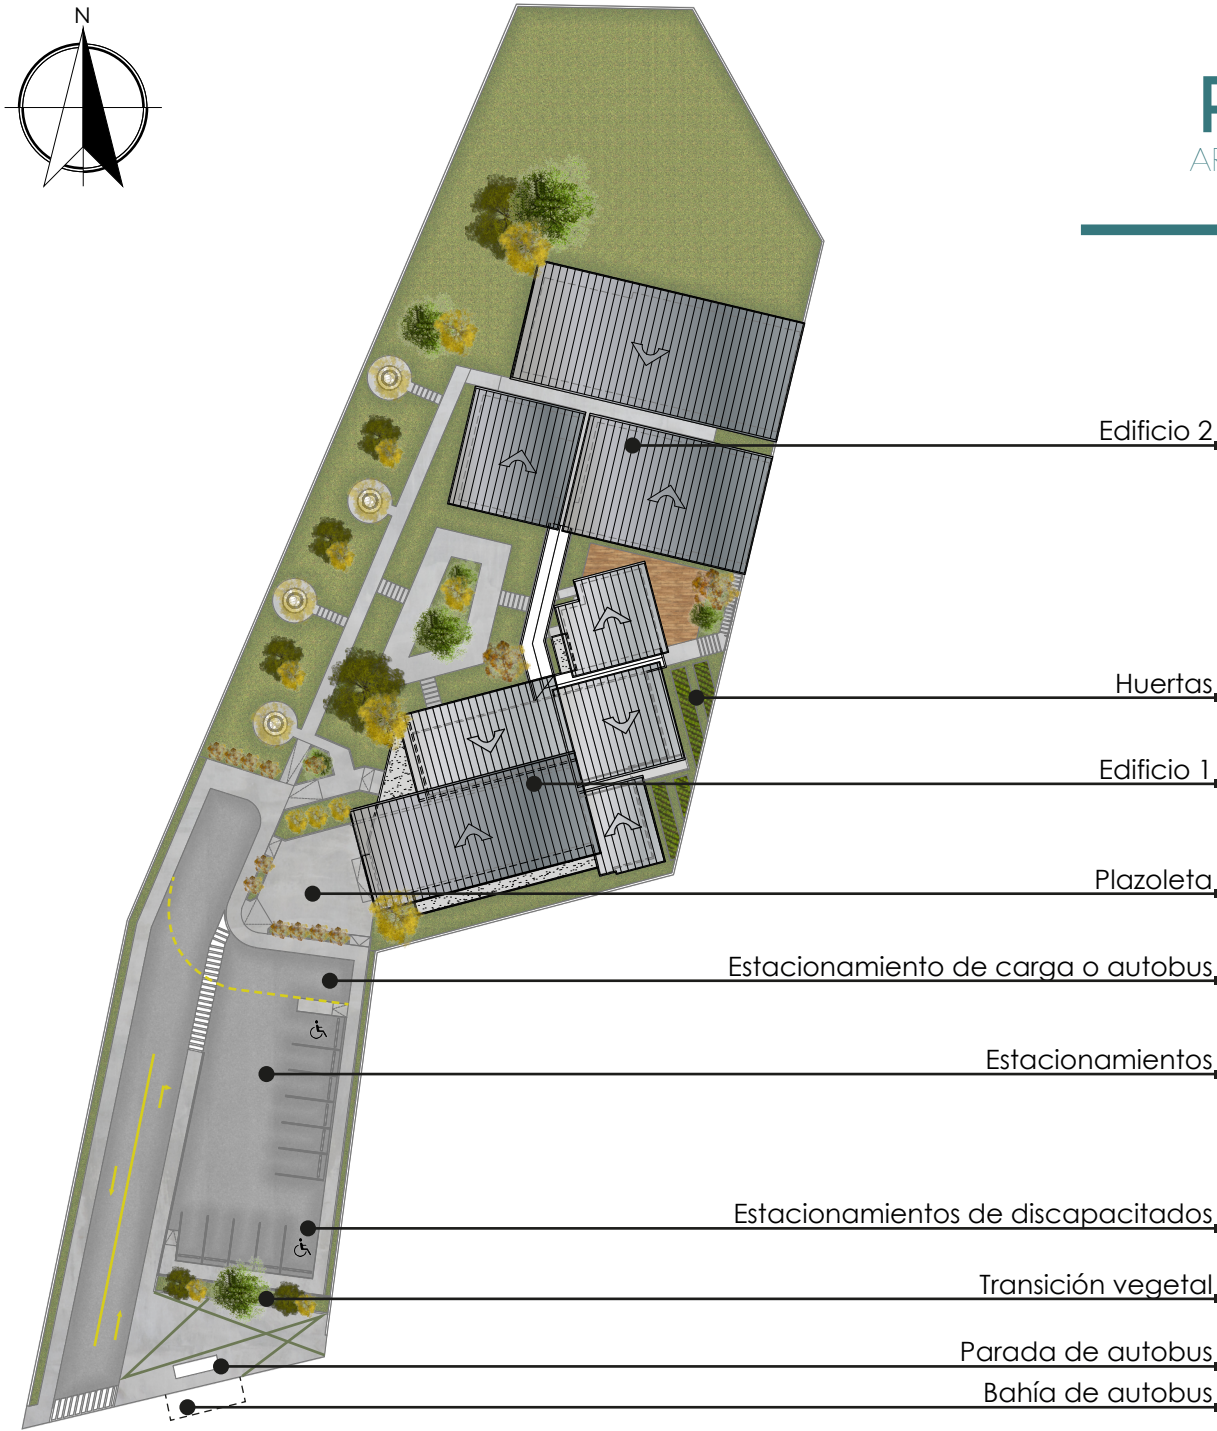 N
Edificio 2
Huertas
Edificio 1
Plazoleta
Estacionamiento de carga o autobus
Estacionamientos
Estacionamientos de discapacitados
Transición vegetal
Parada de autobus
Bahía de autobus